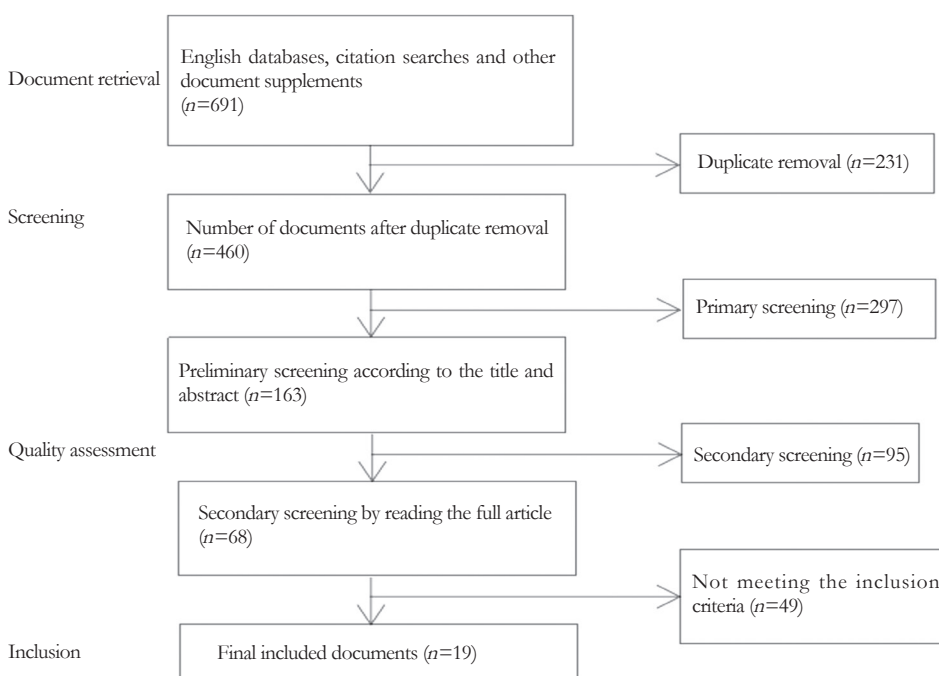 English databases, citation searches and other
Document retrieval
document supplements
(n=691)
Duplicate removal (n=231)
Screening
Number of documents after duplicate removal
(n=460)
Primary screening (n=297)
Preliminary screening according to the title and
abstract (n=163)
Quality assessment
Secondary screening (n=95)
Secondary screening by reading the full article
(n=68)
Not meeting the inclusion
criteria (n=49)
Inclusion
Final included documents (n=19)